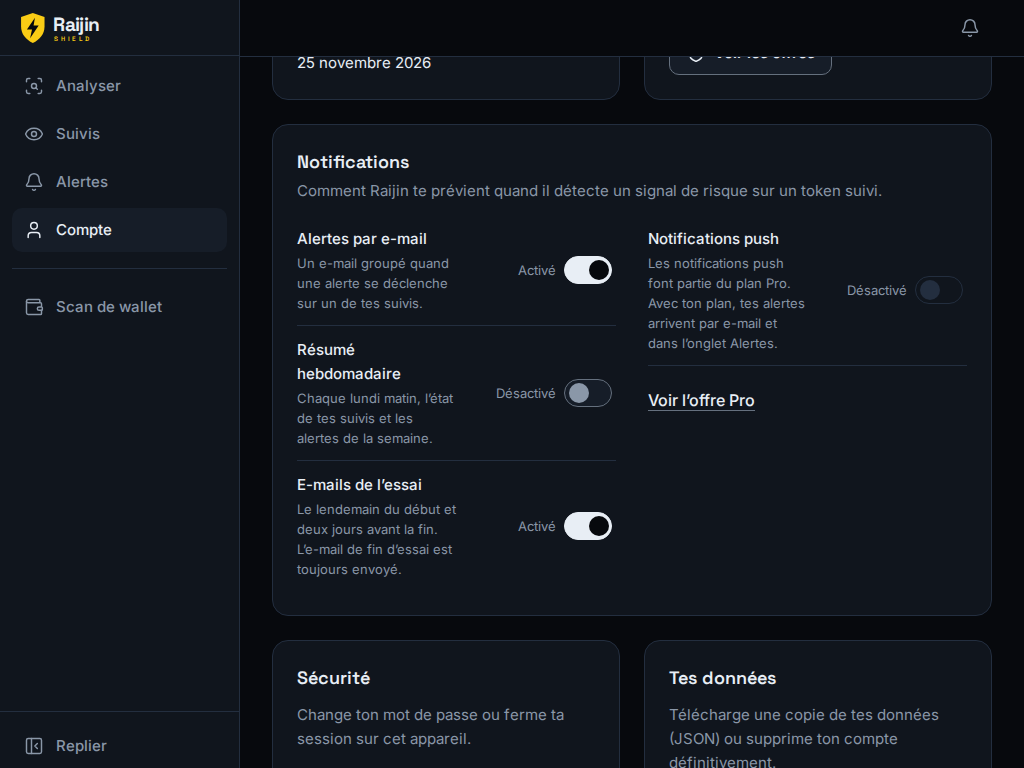 Raijin
SHIELD
Analyser
Suivis
Alertes
Compte
Scan de wallet
Replier
25 novembre 2026
Notifications
Comment Raijin te prévient quand il détecte un signal de risque sur un token suivi.
Alertes par e-mail
Un e-mail groupé quand
une alerte se déclenche
sur un de tes suivis.
Activé
Résumé
hebdomadaire
Chaque lundi matin, l’état
de tes suivis et les
alertes de la semaine.
Désactivé
E-mails de l’essai
Le lendemain du début et
deux jours avant la fin.
L’e-mail de fin d’essai est
toujours envoyé.
Activé
Notifications push
Les notifications push
font partie du plan Pro.
Avec ton plan, tes alertes
arrivent par e-mail et
dans l’onglet Alertes.
Désactivé
Voir l’offre Pro
Sécurité
Change ton mot de passe ou ferme ta
session sur cet appareil.
Tes données
Télécharge une copie de tes données
(JSON) ou supprime ton compte
définitivement.